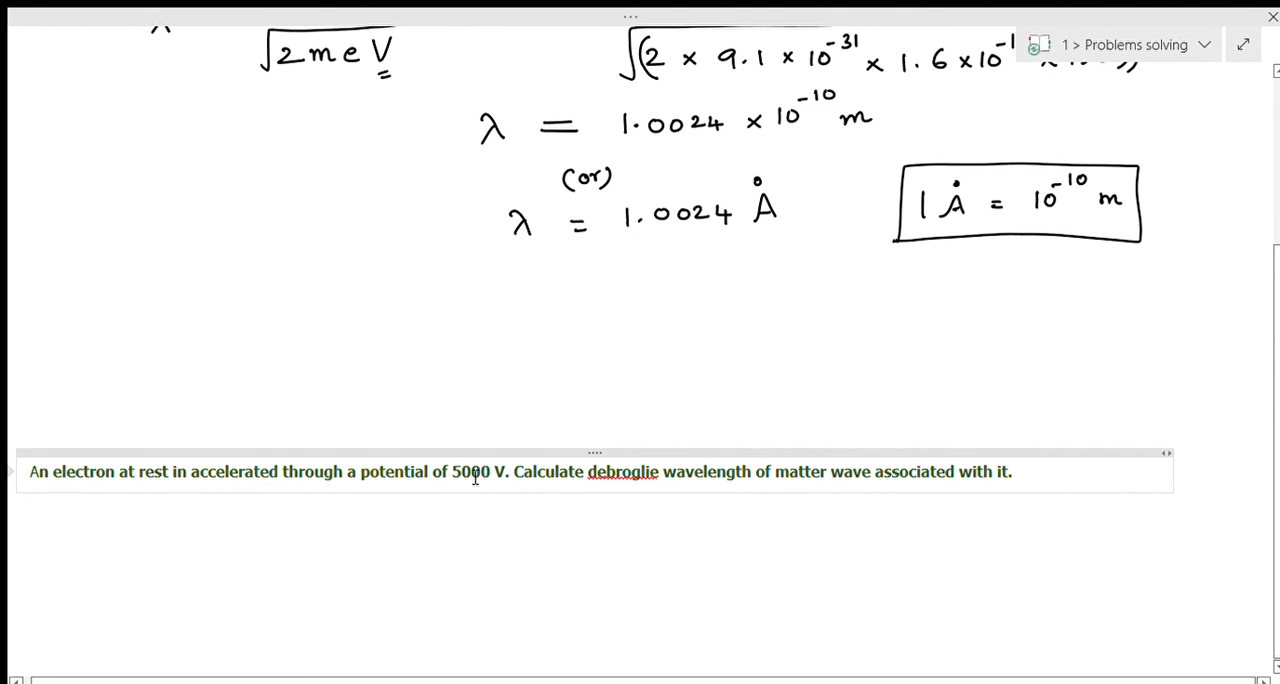 1 > Problems solving
√2meV √(2 × 9.1 × 10⁻³¹ × 1.6 × 10⁻¹
λ = 1.0024 × 10⁻¹⁰ m
(or)
λ = 1.0024 Å 1 Å = 10⁻¹⁰ m
An electron at rest in accelerated through a potential of 5000 V. Calculate debroglie wavelength of matter wave associated with it.